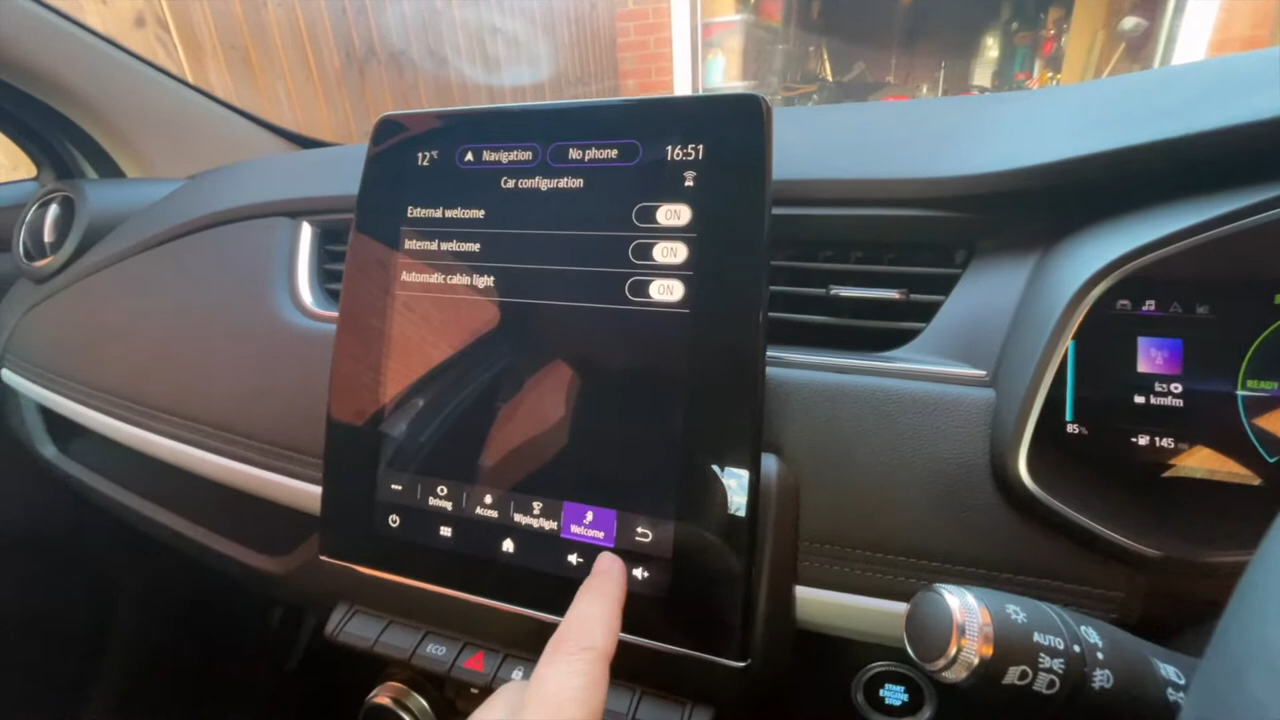 12°C Navigation No phone 16:51
Car configuration
External welcome ON
Internal welcome ON
Automatic cabin light ON
Driving Access Wiping/light Welcome
ECO
kmfm
READY
85%
145
AUTO
START
ENGINE
STOP